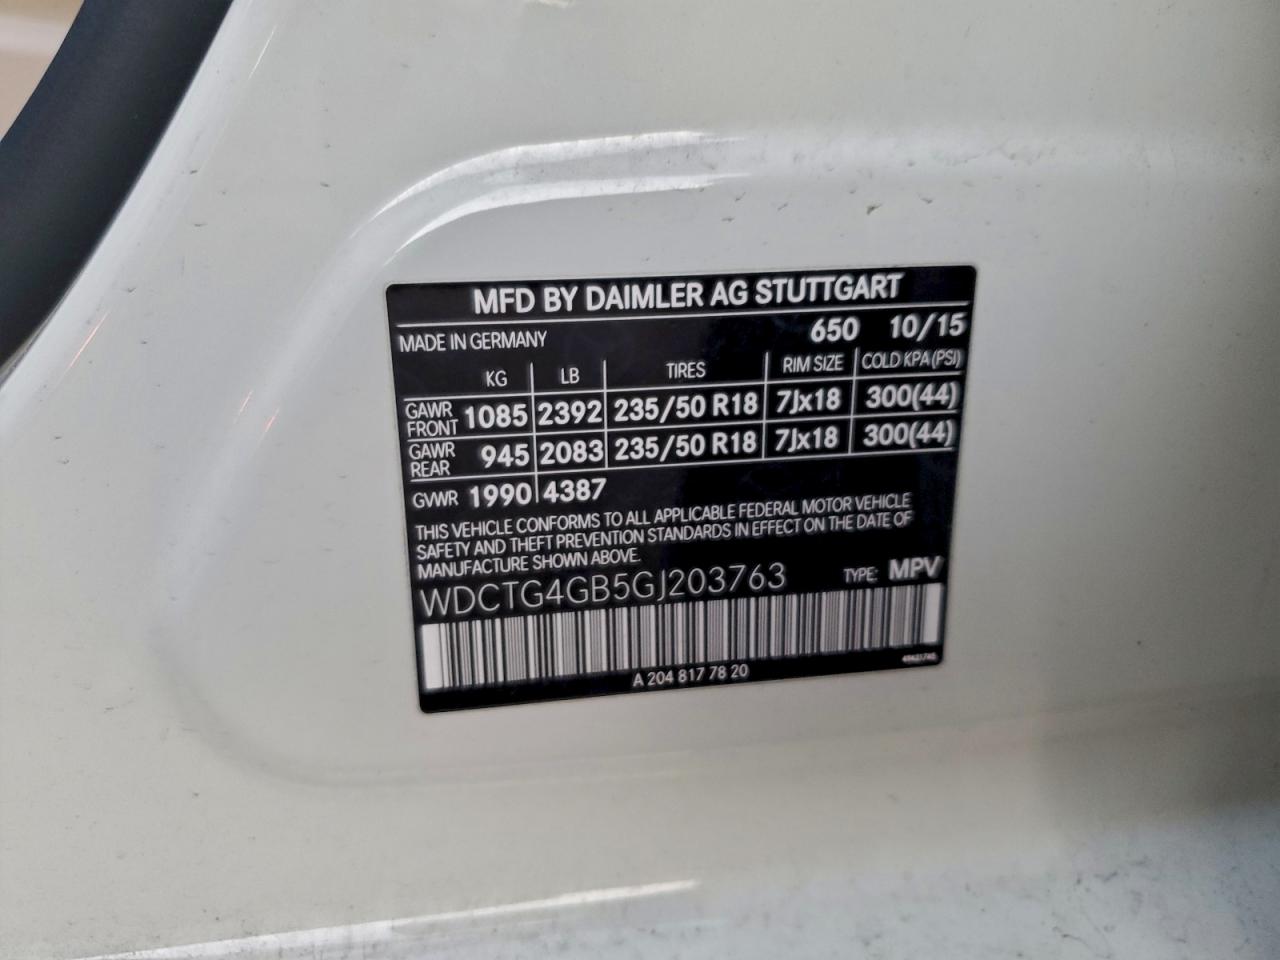 MFD BY DAIMLER AG STUTTGART
MADE IN GERMANY 650 10/15
KG LB TIRES RIM SIZE COLD KPA (PSI)
GAWR FRONT 1085 2392 235/50 R18 7Jx18 300(44)
GAWR REAR 945 2083 235/50 R18 7Jx18 300(44)
GVWR 1990 4387
THIS VEHICLE CONFORMS TO ALL APPLICABLE FEDERAL MOTOR VEHICLE
SAFETY AND THEFT PREVENTION STANDARDS IN EFFECT ON THE DATE OF
MANUFACTURE SHOWN ABOVE.
WDCTG4GB5GJ203763 TYPE: MPV
A 204 817 78 20